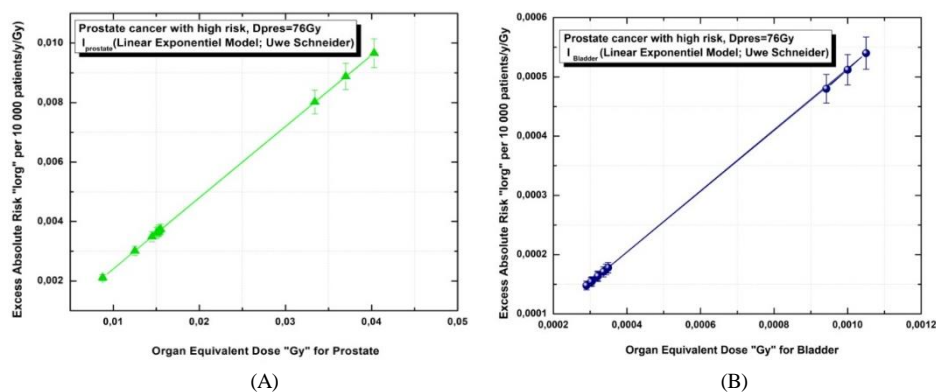 Prostate cancer with high risk, Dpres=76Gy
I prostate (Linear Exponentiel Model; Uwe Schneider)
Excess Absolute Risk "Iorg" per 10 000 patients/y/Gy
0,010
0,008
0,006
0,004
0,002
0,01 0,02 0,03 0,04 0,05
Organ Equivalent Dose "Gy" for Prostate
(A)
Prostate cancer with high risk, Dpres=76Gy
I Bladder (Linear Exponentiel Model; Uwe Schneider)
Excess Absolute Risk "Iorg" per 10 000 patients/y/Gy
0,0006
0,0005
0,0004
0,0003
0,0002
0,0001
0,0002 0,0004 0,0006 0,0008 0,0010 0,0012
Organ Equivalent Dose "Gy" for Bladder
(B)